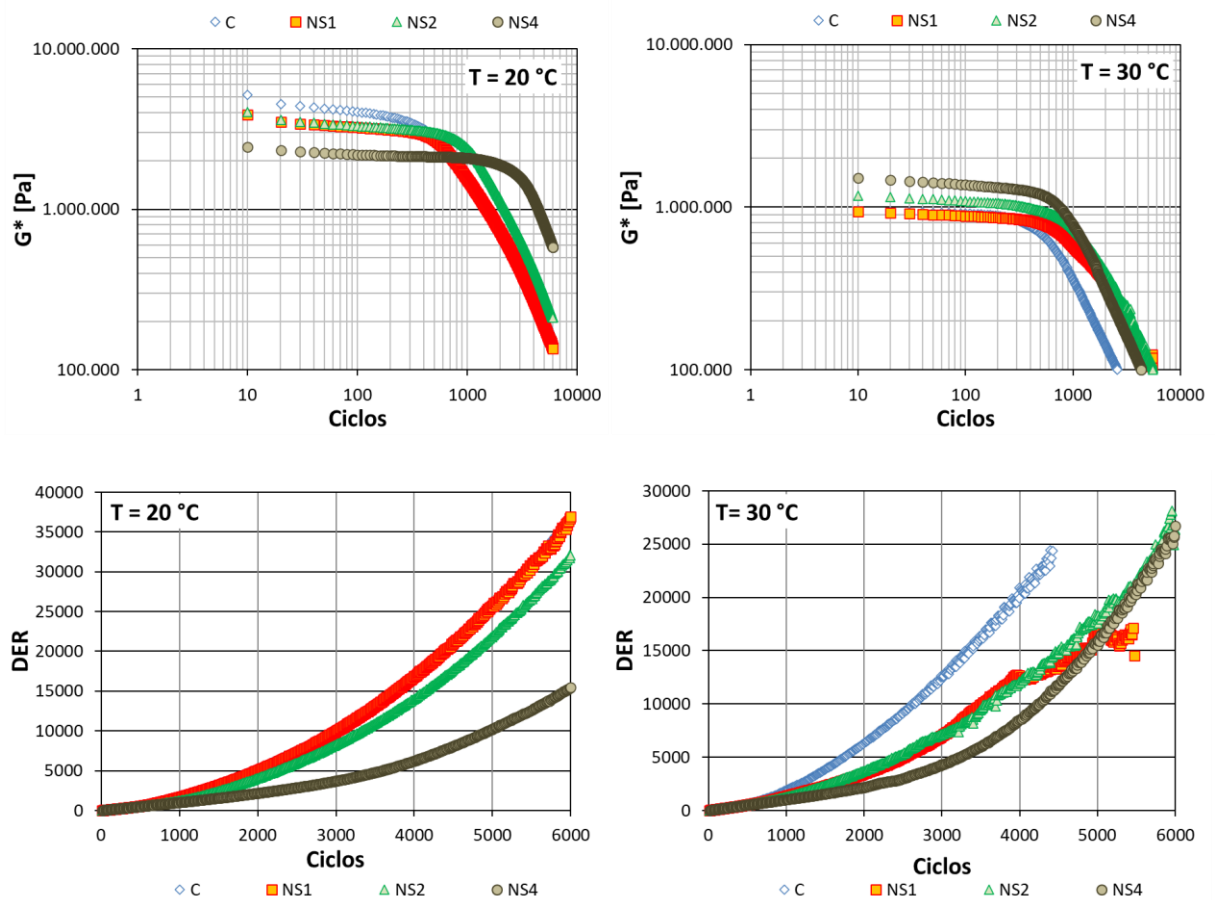 C NS1 NS2 NS4
10.000.000
T = 20 °C
1.000.000
G* [Pa]
100.000
1 10 100 1000 10000
Ciclos
C NS1 NS2 NS4
10.000.000
T = 30 °C
1.000.000
G* [Pa]
100.000
1 10 100 1000 10000
Ciclos
40000
T = 20 °C
35000
30000
25000
20000
DER
15000
10000
5000
0
0 1000 2000 3000 4000 5000 6000
Ciclos
C NS1 NS2 NS4
30000
T= 30 °C
25000
20000
15000
DER
10000
5000
0
0 1000 2000 3000 4000 5000 6000
Ciclos
C NS1 NS2 NS4